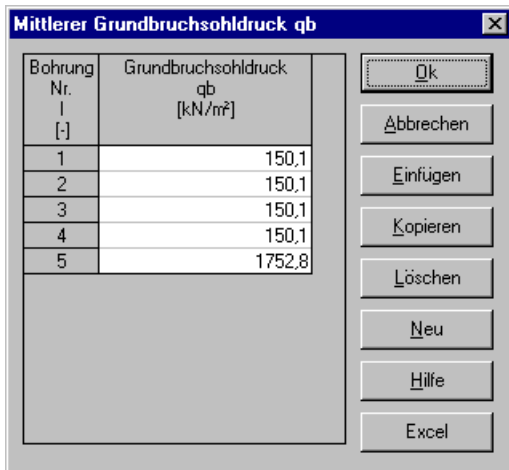 Mittlerer Grundbruchsohldruck qb
Bohrung Nr. I [-]
Grundbruchsohldruck qb [kN/m²]
1 150,1
2 150,1
3 150,1
4 150,1
5 1752,8
Ok
Abbrechen
Einfügen
Kopieren
Löschen
Neu
Hilfe
Excel